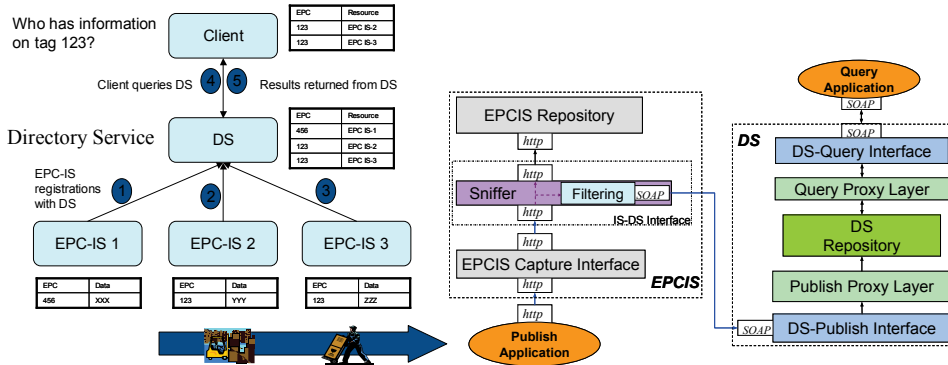 Who has information
on tag 123?
Client
EPC Resource
123 EPC IS-2
123 EPC IS-3
Client queries DS
4
5
Results returned from DS
Directory Service
DS
EPC Resource
456 EPC IS-1
123 EPC IS-2
123 EPC IS-3
EPC-IS
registrations
with DS
1
2
3
EPC-IS 1
EPC-IS 2
EPC-IS 3
EPC Data
456 XXX
EPC Data
123 YYY
EPC Data
123 ZZZ
EPCIS Repository
http
http
Sniffer
Filtering
SOAP
http
IS-DS Interface
http
EPCIS Capture Interface
http
EPCIS
http
Publish
Application
Query
Application
SOAP
SOAP
DS
DS-Query Interface
Query Proxy Layer
DS
Repository
Publish Proxy Layer
SOAP
DS-Publish Interface